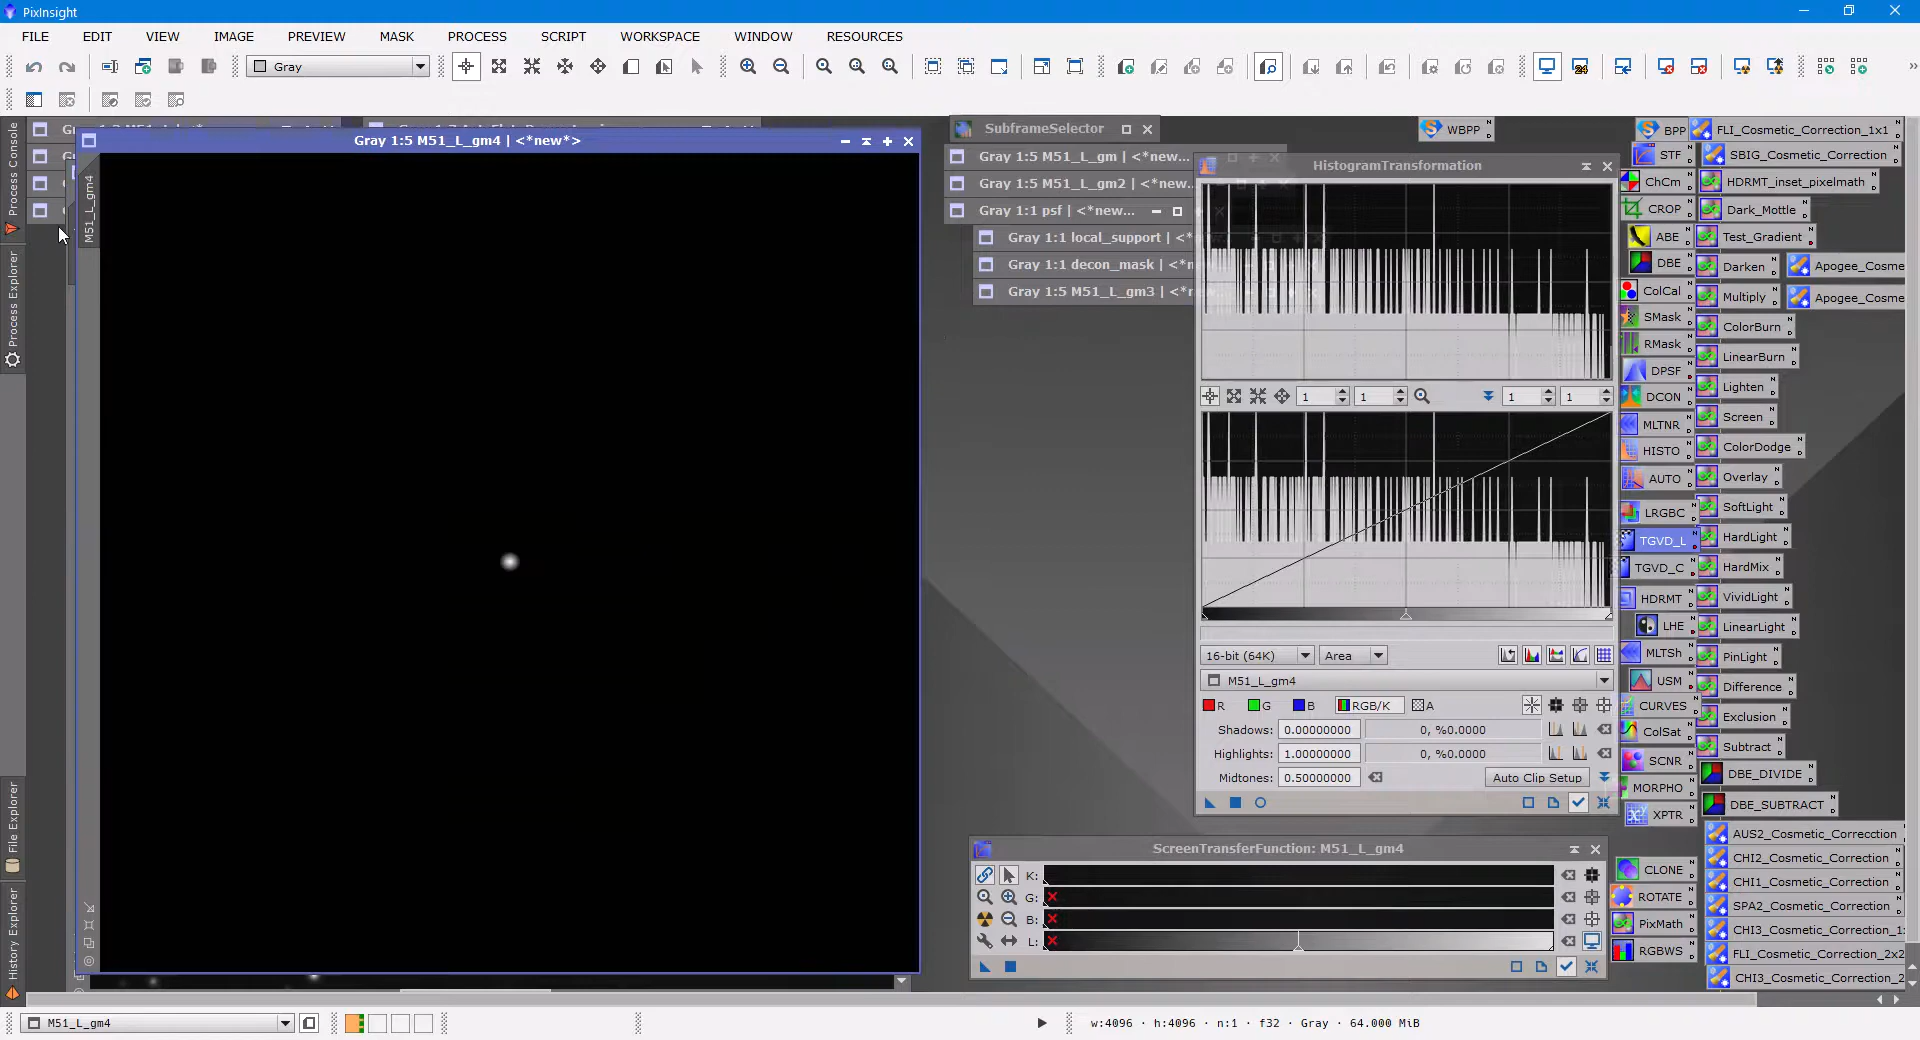 PixInsight
FILE EDIT VIEW IMAGE PREVIEW MASK PROCESS SCRIPT WORKSPACE WINDOW RESOURCES
Gray
24
Process Console
Process Explorer
File Explorer
History Explorer
Gray 1:5 M51_L_gm4 | <*new*>
M51_L_gm4
SubframeSelector
Gray 1:5 M51_L_gm | <*new...
Gray 1:5 M51_L_gm2 | <*new...
Gray 1:1 psf | <*new...
Gray 1:1 local_support | <*
Gray 1:1 decon_mask | <*n
Gray 1:5 M51_L_gm3 | <*n
WBPP
HistogramTransformation
1 1 1 1
16-bit (64K) Area
M51_L_gm4
R G B RGB/K A
Shadows: 0.00000000 0, %0.0000
Highlights: 1.00000000 0, %0.0000
Midtones: 0.50000000 Auto Clip Setup
ScreenTransferFunction: M51_L_gm4
K:
G:
B:
L:
BPP
STF
ChCm
CROP
ABE
DBE
ColCal
SMask
RMask
DPSF
DCON
MLTNR
HISTO
AUTO
LRGBC
TGVD_L
TGVD_C
HDRMT
LHE
MLTSh
USM
CURVES
ColSat
SCNR
MORPHO
XPTR
CLONE
ROTATE
PixMath
RGBWS
FLI_Cosmetic_Correction_1x1
SBIG_Cosmetic_Correction
HDRMT_inset_pixelmath
Dark_Mottle
Test_Gradient
Darken
Apogee_Cosme
Multiply
Apogee_Cosme
ColorBurn
LinearBurn
Lighten
Screen
ColorDodge
Overlay
SoftLight
HardLight
HardMix
VividLight
LinearLight
PinLight
Difference
Exclusion
Subtract
DBE_DIVIDE
DBE_SUBTRACT
AUS2_Cosmetic_Correcction
CHI2_Cosmetic_Correction
CHI1_Cosmetic_Correction
SPA2_Cosmetic_Correction
CHI3_Cosmetic_Correction_1
FLI_Cosmetic_Correction_2x2
CHI3_Cosmetic_Correction_2
M51_L_gm4
w:4096 · h:4096 · n:1 · f32 · Gray · 64.000 MiB